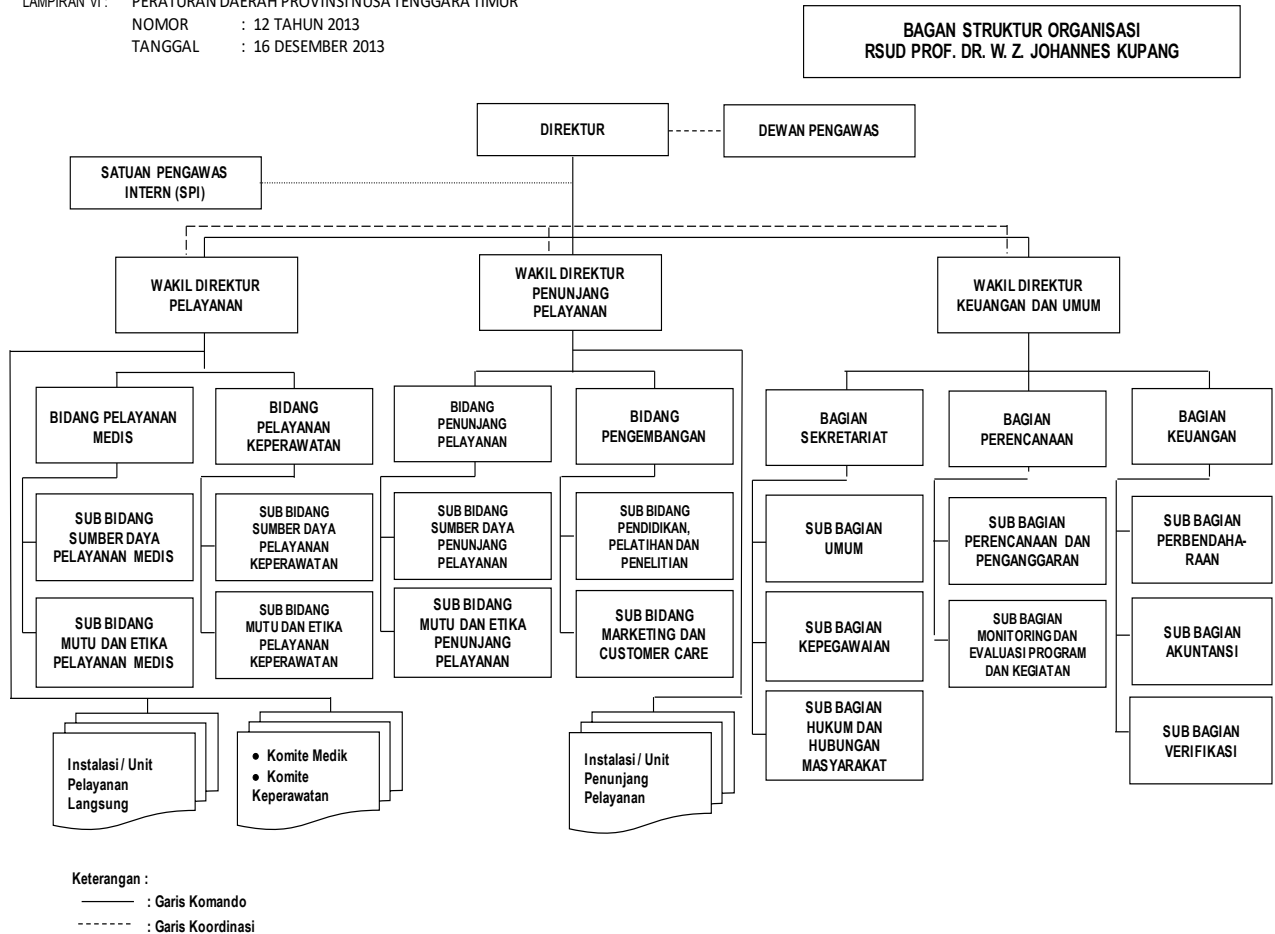 LAMPIRAN VI : PERATURAN DAERAH PROVINSI NUSA TENGGARA TIMUR
NOMOR : 12 TAHUN 2013
TANGGAL : 16 DESEMBER 2013
BAGAN STRUKTUR ORGANISASI
RSUD PROF. DR. W. Z. JOHANNES KUPANG
DIREKTUR
DEWAN PENGAWAS
SATUAN PENGAWAS
INTERN (SPI)
WAKIL DIREKTUR
PELAYANAN
WAKIL DIREKTUR
PENUNJANG
PELAYANAN
WAKIL DIREKTUR
KEUANGAN DAN UMUM
BIDANG PELAYANAN
MEDIS
BIDANG
PELAYANAN
KEPERAWATAN
BIDANG
PENUNJANG
PELAYANAN
BIDANG
PENGEMBANGAN
BAGIAN
SEKRETARIAT
BAGIAN
PERENCANAAN
BAGIAN
KEUANGAN
SUB BIDANG
SUMBER DAYA
PELAYANAN MEDIS
SUB BIDANG
SUMBER DAYA
PELAYANAN
KEPERAWATAN
SUB BIDANG
SUMBER DAYA
PENUNJANG
PELAYANAN
SUB BIDANG
PENDIDIKAN,
PELATIHAN DAN
PENELITIAN
SUB BAGIAN
UMUM
SUB BAGIAN
PERENCANAAN DAN
PENGANGGARAN
SUB BAGIAN
PERBENDAHA-
RAAN
SUB BIDANG
MUTU DAN ETIKA
PELAYANAN MEDIS
SUB BIDANG
MUTU DAN ETIKA
PELAYANAN
KEPERAWATAN
SUB BIDANG
MUTU DAN ETIKA
PENUNJANG
PELAYANAN
SUB BIDANG
MARKETING DAN
CUSTOMER CARE
SUB BAGIAN
KEPEGAWAIAN
SUB BAGIAN
MONITORING DAN
EVALUASI PROGRAM
DAN KEGIATAN
SUB BAGIAN
AKUNTANSI
SUB BAGIAN
HUKUM DAN
HUBUNGAN
MASYARAKAT
SUB BAGIAN
VERIFIKASI
Instalasi / Unit
Pelayanan
Langsung
● Komite Medik
● Komite
Keperawatan
Instalasi / Unit
Penunjang
Pelayanan
Keterangan :
: Garis Komando
: Garis Koordinasi